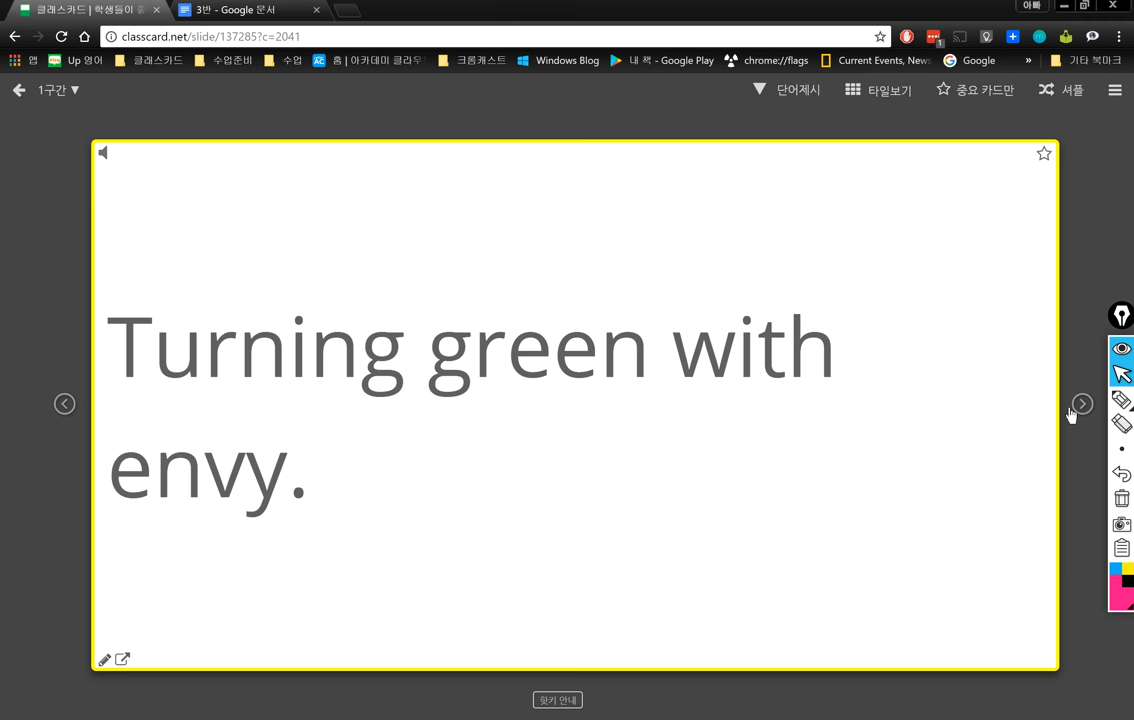 클래스카드 | 학생들이 좋
3반 - Google 문서
아빠
classcard.net/slide/137285?c=2041
앱 Up 영어 클래스카드 수업준비 수업 AC 홈 | 아카데미 클라우 크롬캐스트 Windows Blog 내 책 - Google Play chrome://flags Current Events, News Google » 기타 북마크
1구간 ▼ ▼ 단어제시 타일보기 중요 카드만 셔플
Turning green with
envy.
핫키 안내